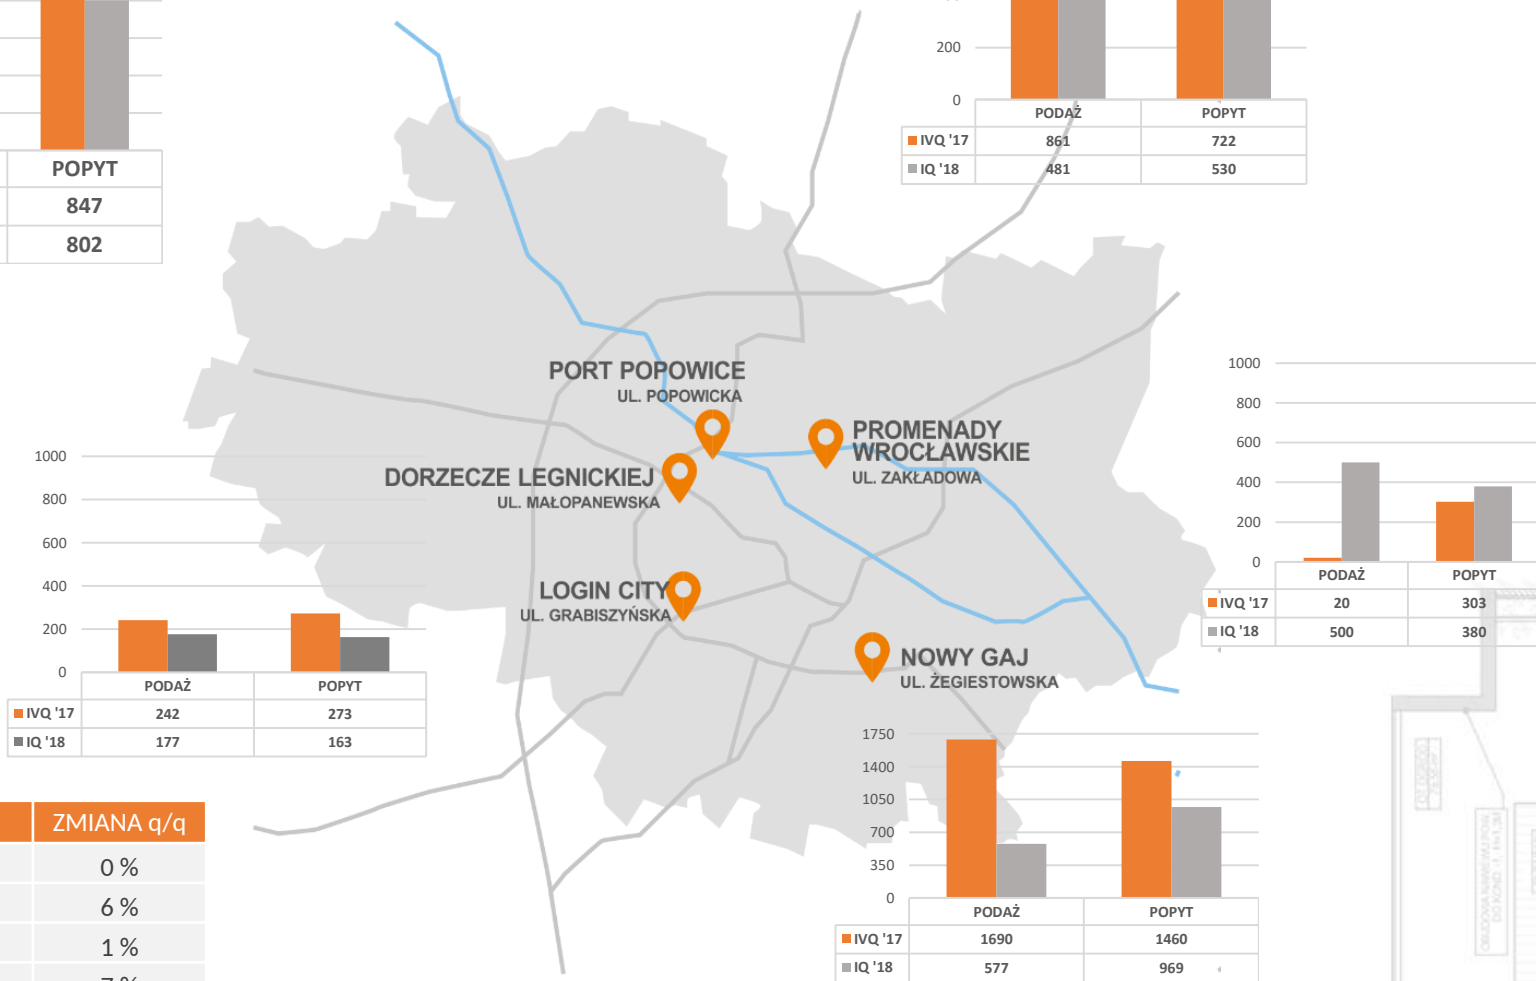 POPYT
847
802
200
0
PODAŻ POPYT
IVQ '17 861 722
IQ '18 481 530
PORT POPOWICE
UL. POPOWICKA
PROMENADY
WROCŁAWSKIE
UL. ZAKŁADOWA
DORZECZE LEGNICKIEJ
UL. MAŁOPANEWSKA
LOGIN CITY
UL. GRABISZYŃSKA
NOWY GAJ
UL. ŻEGIESTOWSKA
1000
800
600
400
200
0
PODAŻ POPYT
IVQ '17 20 303
IQ '18 500 380
1000
800
600
400
200
0
PODAŻ POPYT
IVQ '17 242 273
IQ '18 177 163
1750
1400
1050
700
350
0
PODAŻ POPYT
IVQ '17 1690 1460
IQ '18 577 969
ZMIANA q/q
0 %
6 %
1 %